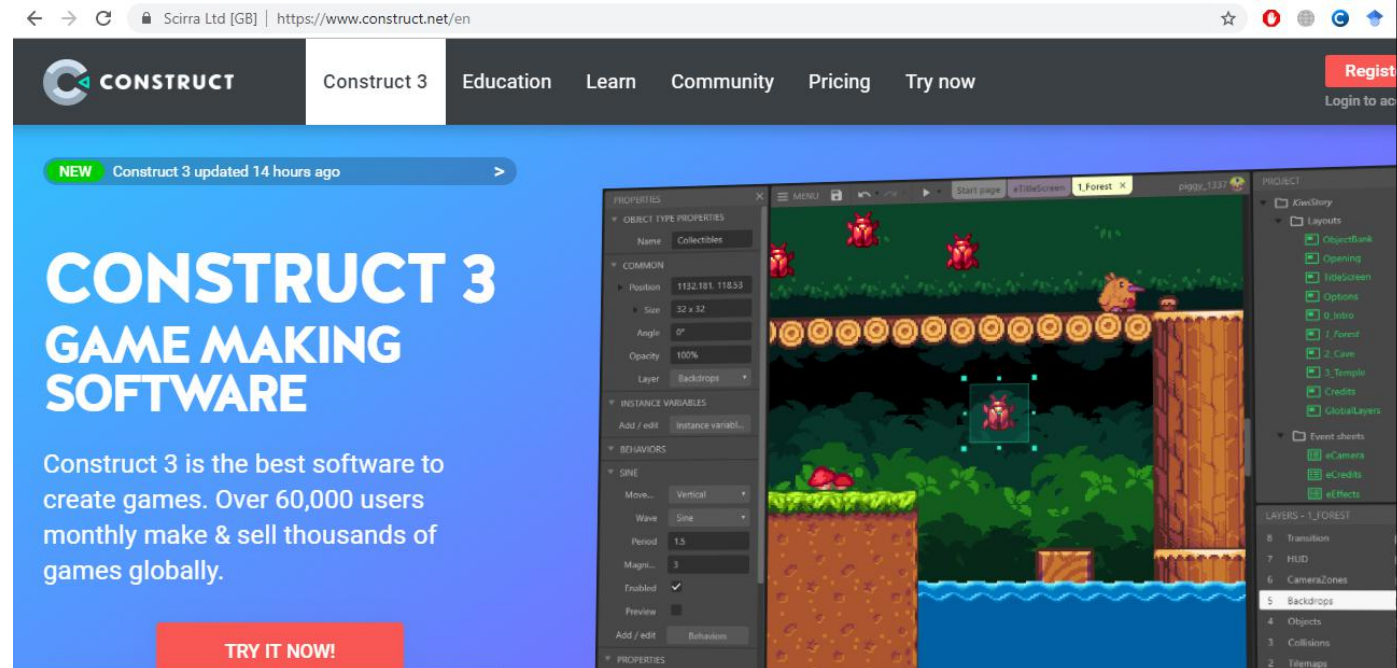 Scirra Ltd [GB] | https://www.construct.net/en
CONSTRUCT
Construct 3
Education
Learn
Community
Pricing
Try now
Regist
Login to ac
NEW Construct 3 updated 14 hours ago >
CONSTRUCT 3
GAME MAKING
SOFTWARE
Construct 3 is the best software to
create games. Over 60,000 users
monthly make & sell thousands of
games globally.
TRY IT NOW!
PROPERTIES
OBJECT TYPE PROPERTIES
Name Collectibles
COMMON
Position 1132.181, 118.53
Size 32 x 32
Angle 0°
Opacity 100%
Layer Backdrops
INSTANCE VARIABLES
Add / edit Instance variabl...
BEHAVIORS
SINE
Move... Vertical
Wave Sine
Period 1.5
Magni... 3
Enabled
Preview
Add / edit Behaviors
PROPERTIES
MENU
Start page
eTitleScreen
1_Forest
piggy_1337
PROJECT
KiwiStory
Layouts
ObjectBank
Opening
TitleScreen
Options
0_Intro
1_Forest
2_Cave
3_Temple
Credits
GlobalLayers
Event sheets
eCamera
eCredits
eEffects
LAYERS - 1_FOREST
8 Transition
7 HUD
6 CameraZones
5 Backdrops
4 Objects
3 Collisions
2 Tilemaps